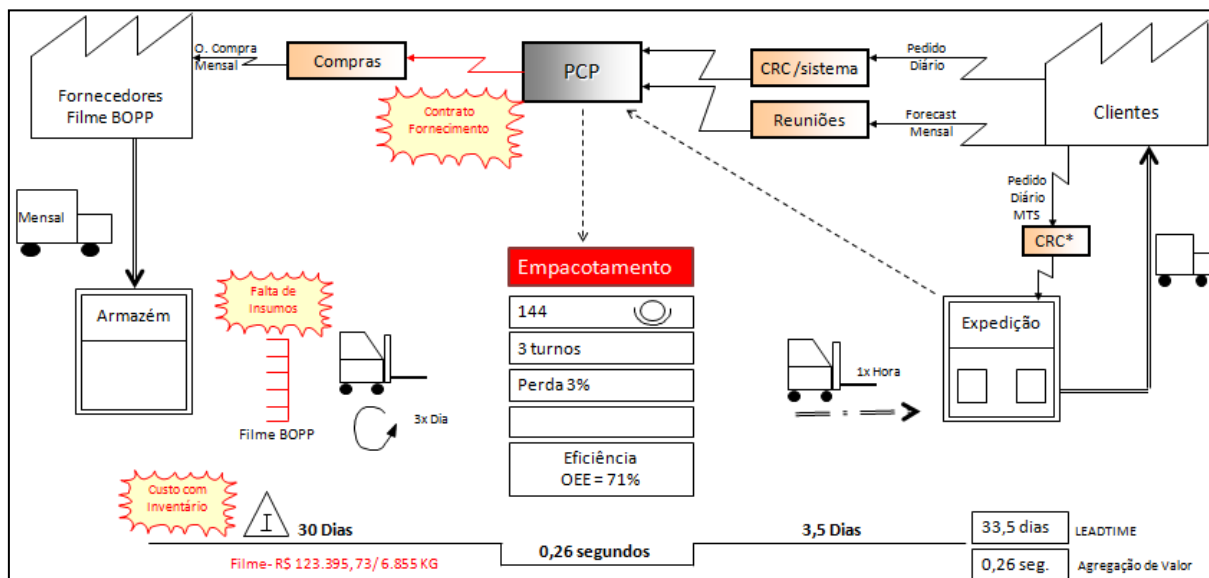 O. Compra
Mensal
Compras
PCP
CRC /sistema
Pedido
Diário
Fornecedores
Filme BOPP
Contrato
Fornecimento
Reuniões
Forecast
Mensal
Clientes
Mensal
Pedido
Diário
MTS
CRC*
Empacotamento
Armazém
Falta de
Insumos
144
Expedição
3 turnos
1x Hora
Perda 3%
3x Dia
Filme BOPP
Eficiência
OEE = 71%
Custo com
Inventário
I
30 Dias
0,26 segundos
3,5 Dias
33,5 dias
LEADTIME
Filme- R$ 123.395, 73/ 6.855 KG
0,26 seg.
Agregação de Valor